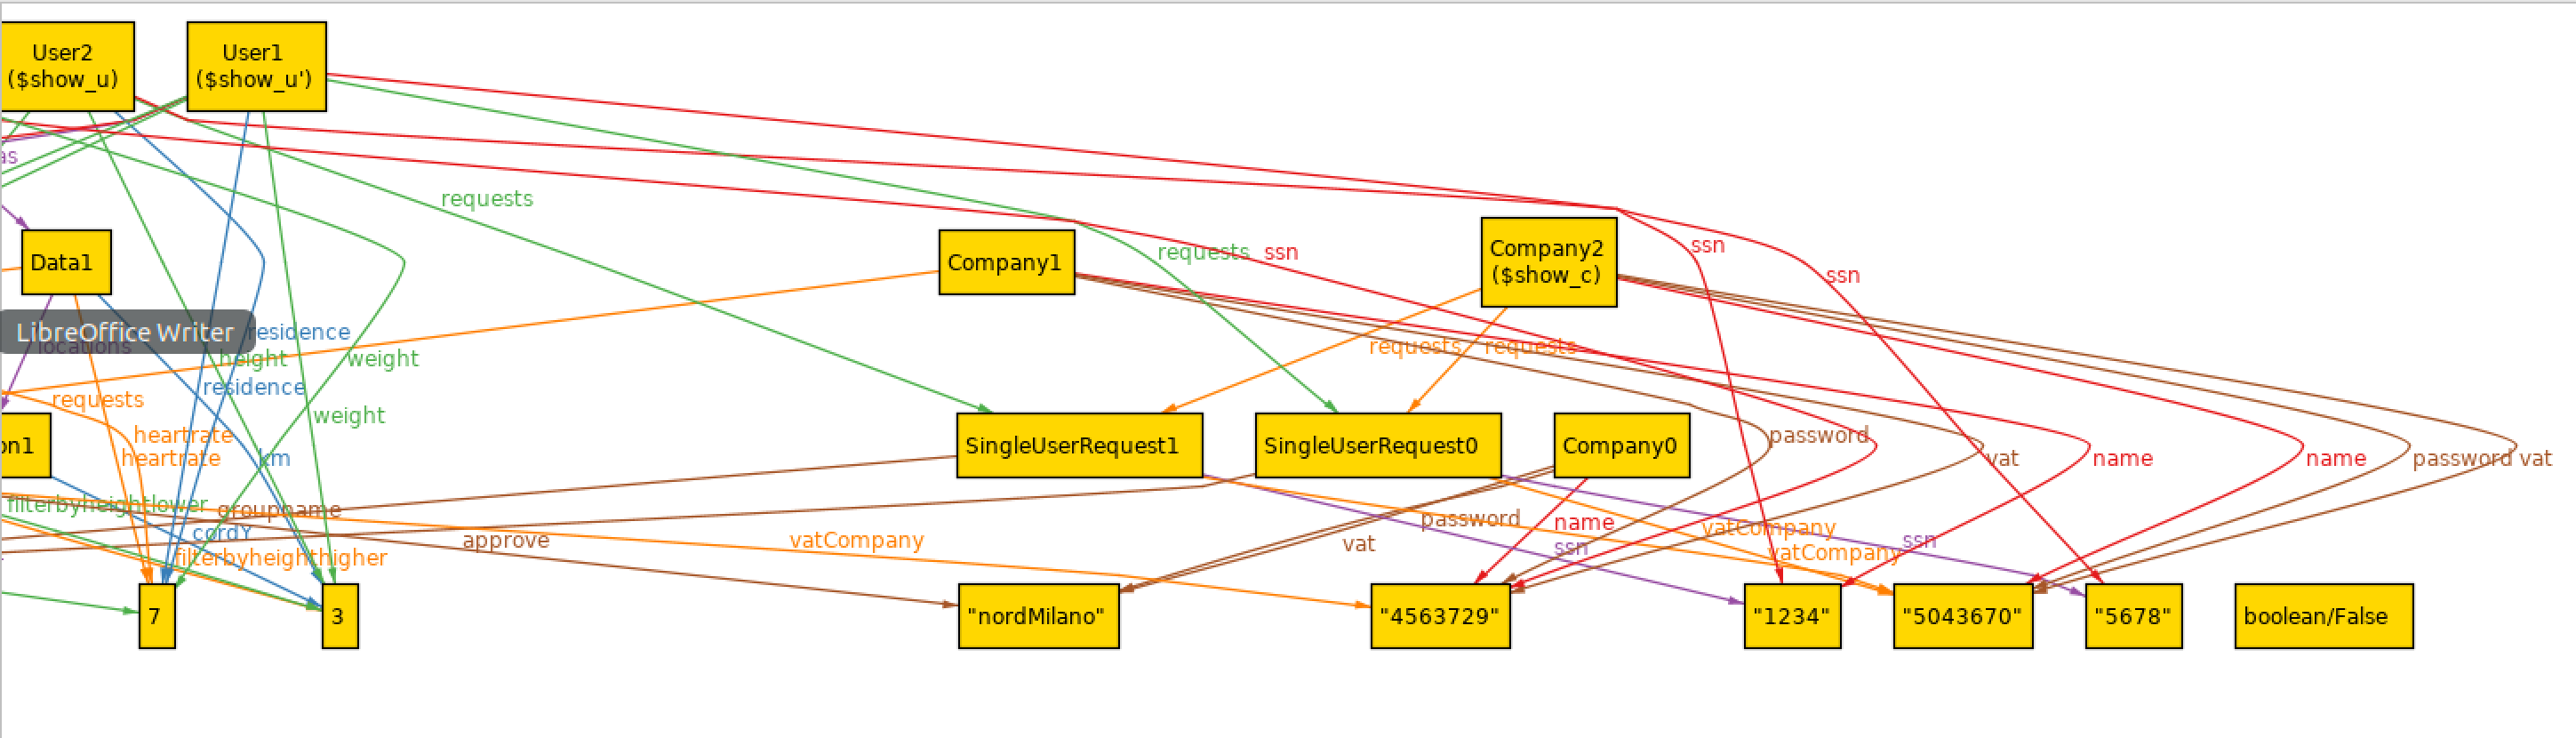 User2
($show_u)
User1
($show_u')
as
requests
Data1
Company1
requests
ssn
Company2
($show_c)
ssn
ssn
LibreOffice Writer
residence
locations
height
weight
requests
requests
residence
requests
weight
heartrate
heartrate
km
on1
SingleUserRequest1
SingleUserRequest0
Company0
password
vat
name
name
password
vat
filterbyheightlower
groupname
cordY
filterbyheighthigher
approve
vatCompany
vat
password
name
ssn
vatCompany
vatCompany
ssn
7
3
"nordMilano"
"4563729"
"1234"
"5043670"
"5678"
boolean/False